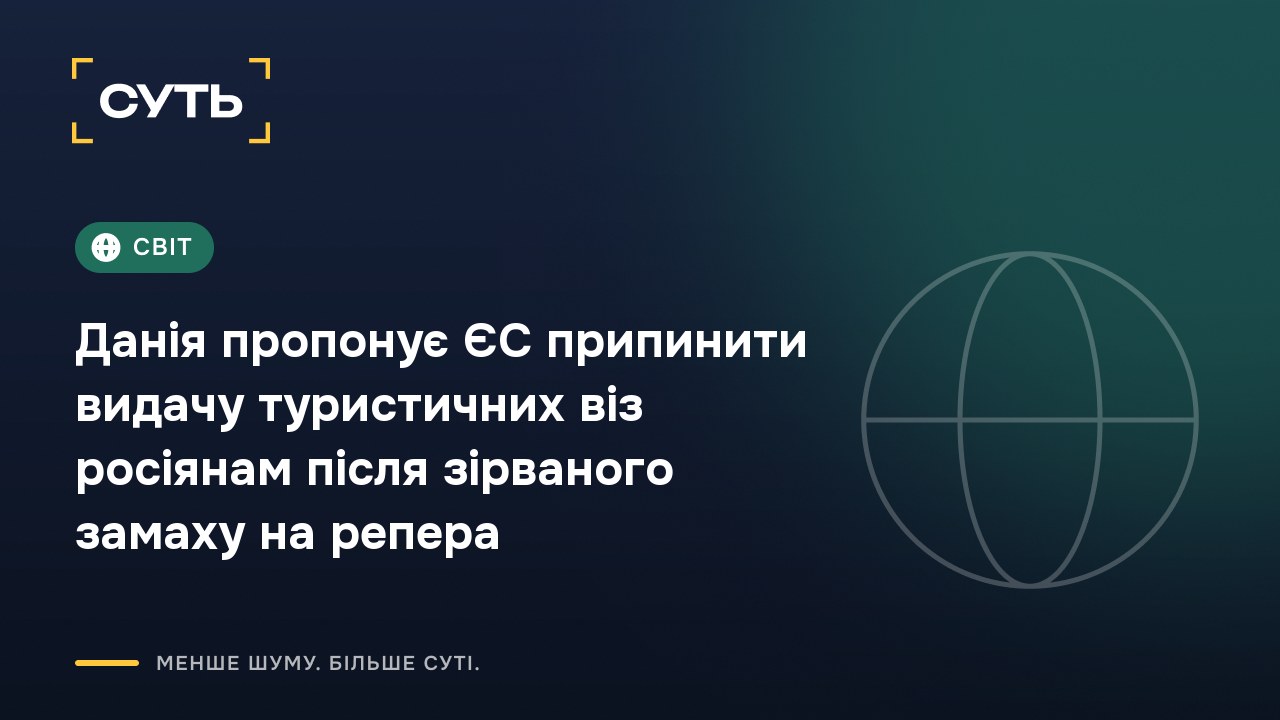 СУТЬ
СВІТ
Данія пропонує ЄС припинити
видачу туристичних віз
росіянам після зірваного
замаху на репера
МЕНШЕ ШУМУ. БІЛЬШЕ СУТІ.